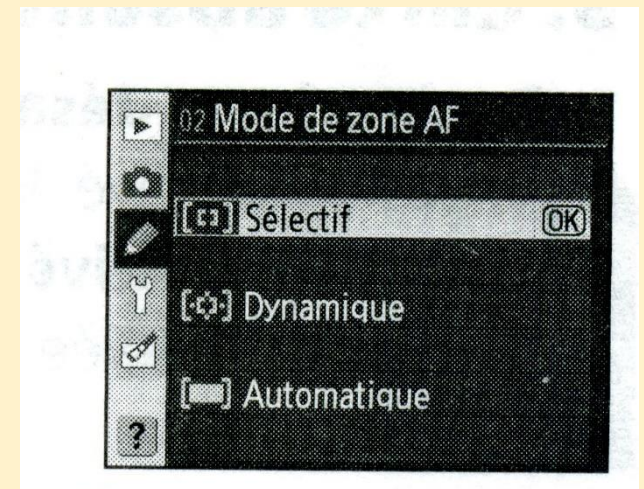 02 Mode de zone AF
[[+]] Sélectif OK
[·:·] Dynamique
[ ] Automatique
?